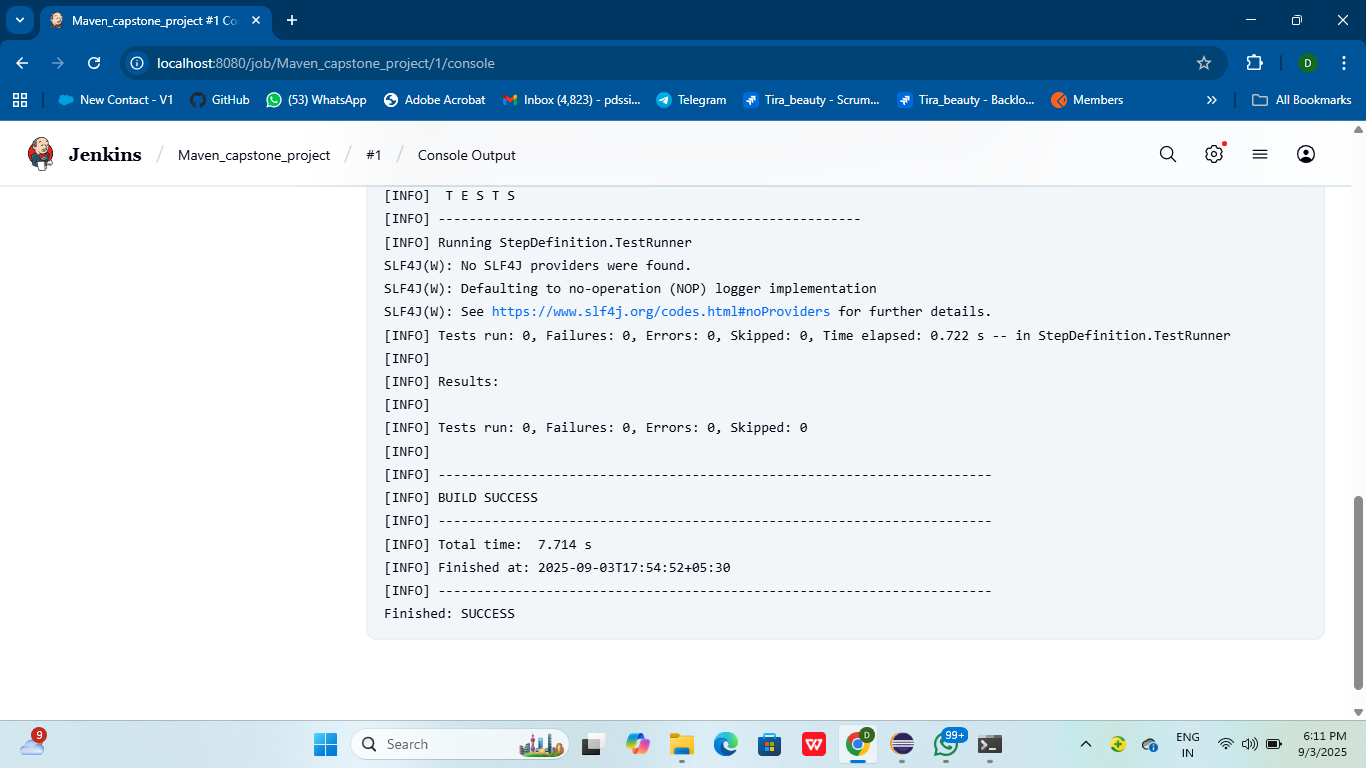 Maven_capstone_project #1 Co
localhost:8080/job/Maven_capstone_project/1/console
D
New Contact - V1
GitHub
(53) WhatsApp
Adobe Acrobat
Inbox (4,823) - pdssi...
Telegram
Tira_beauty - Scrum...
Tira_beauty - Backlo...
Members
All Bookmarks
Jenkins / Maven_capstone_project / #1 / Console Output
[INFO]  T E S T S
[INFO] -------------------------------------------------------
[INFO] Running StepDefinition.TestRunner
SLF4J(W): No SLF4J providers were found.
SLF4J(W): Defaulting to no-operation (NOP) logger implementation
SLF4J(W): See https://www.slf4j.org/codes.html#noProviders for further details.
[INFO] Tests run: 0, Failures: 0, Errors: 0, Skipped: 0, Time elapsed: 0.722 s -- in StepDefinition.TestRunner
[INFO]
[INFO] Results:
[INFO]
[INFO] Tests run: 0, Failures: 0, Errors: 0, Skipped: 0
[INFO]
[INFO] ------------------------------------------------------------------------
[INFO] BUILD SUCCESS
[INFO] ------------------------------------------------------------------------
[INFO] Total time:  7.714 s
[INFO] Finished at: 2025-09-03T17:54:52+05:30
[INFO] ------------------------------------------------------------------------
Finished: SUCCESS
9
Search
W
D
99+
ENG
IN
6:11 PM
9/3/2025